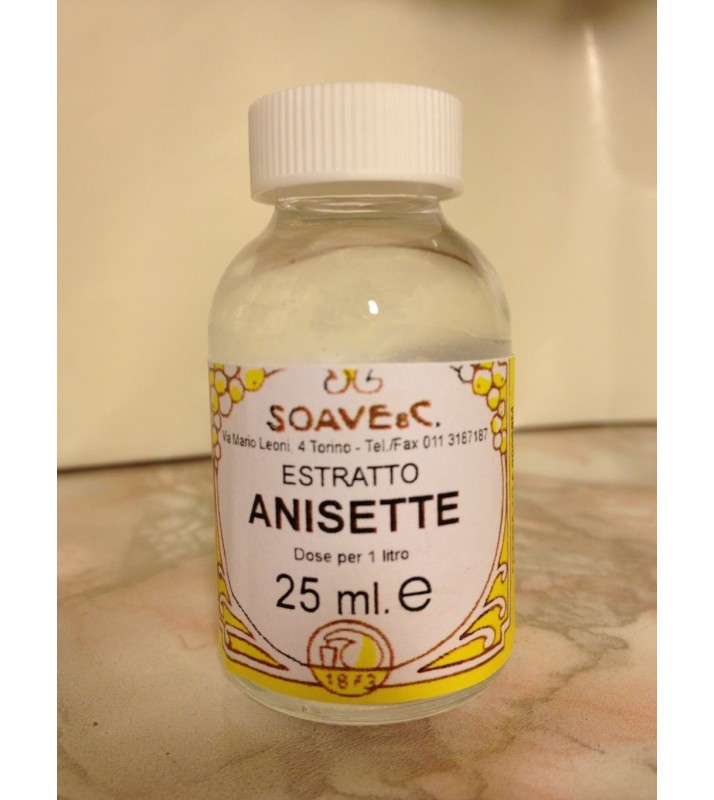 SOAVE&C.
Via Mario Leoni, 4 Torino - Tel./Fax 011 3187187
ESTRATTO
ANISETTE
Dose per 1 litro
25 ml. e
1873